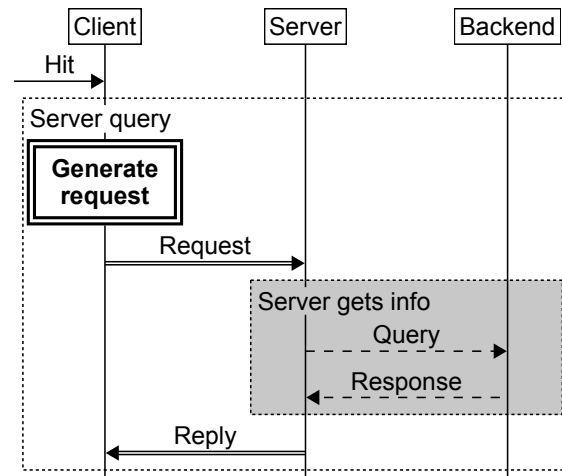 Client
Server
Backend
Hit
Server query
Generate
request
Request
Server gets info
Query
Response
Reply